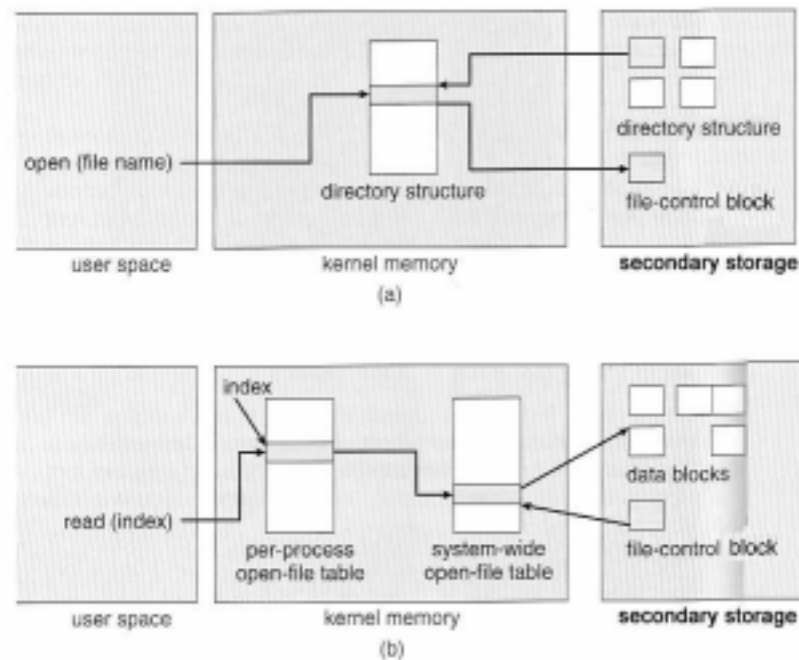 directory structure
open (file name)
directory structure
file-control block
user space
kernel memory
secondary storage
(a)
index
data blocks
read (index)
per-process
open-file table
system-wide
open-file table
file-control block
user space
kernel memory
secondary storage
(b)